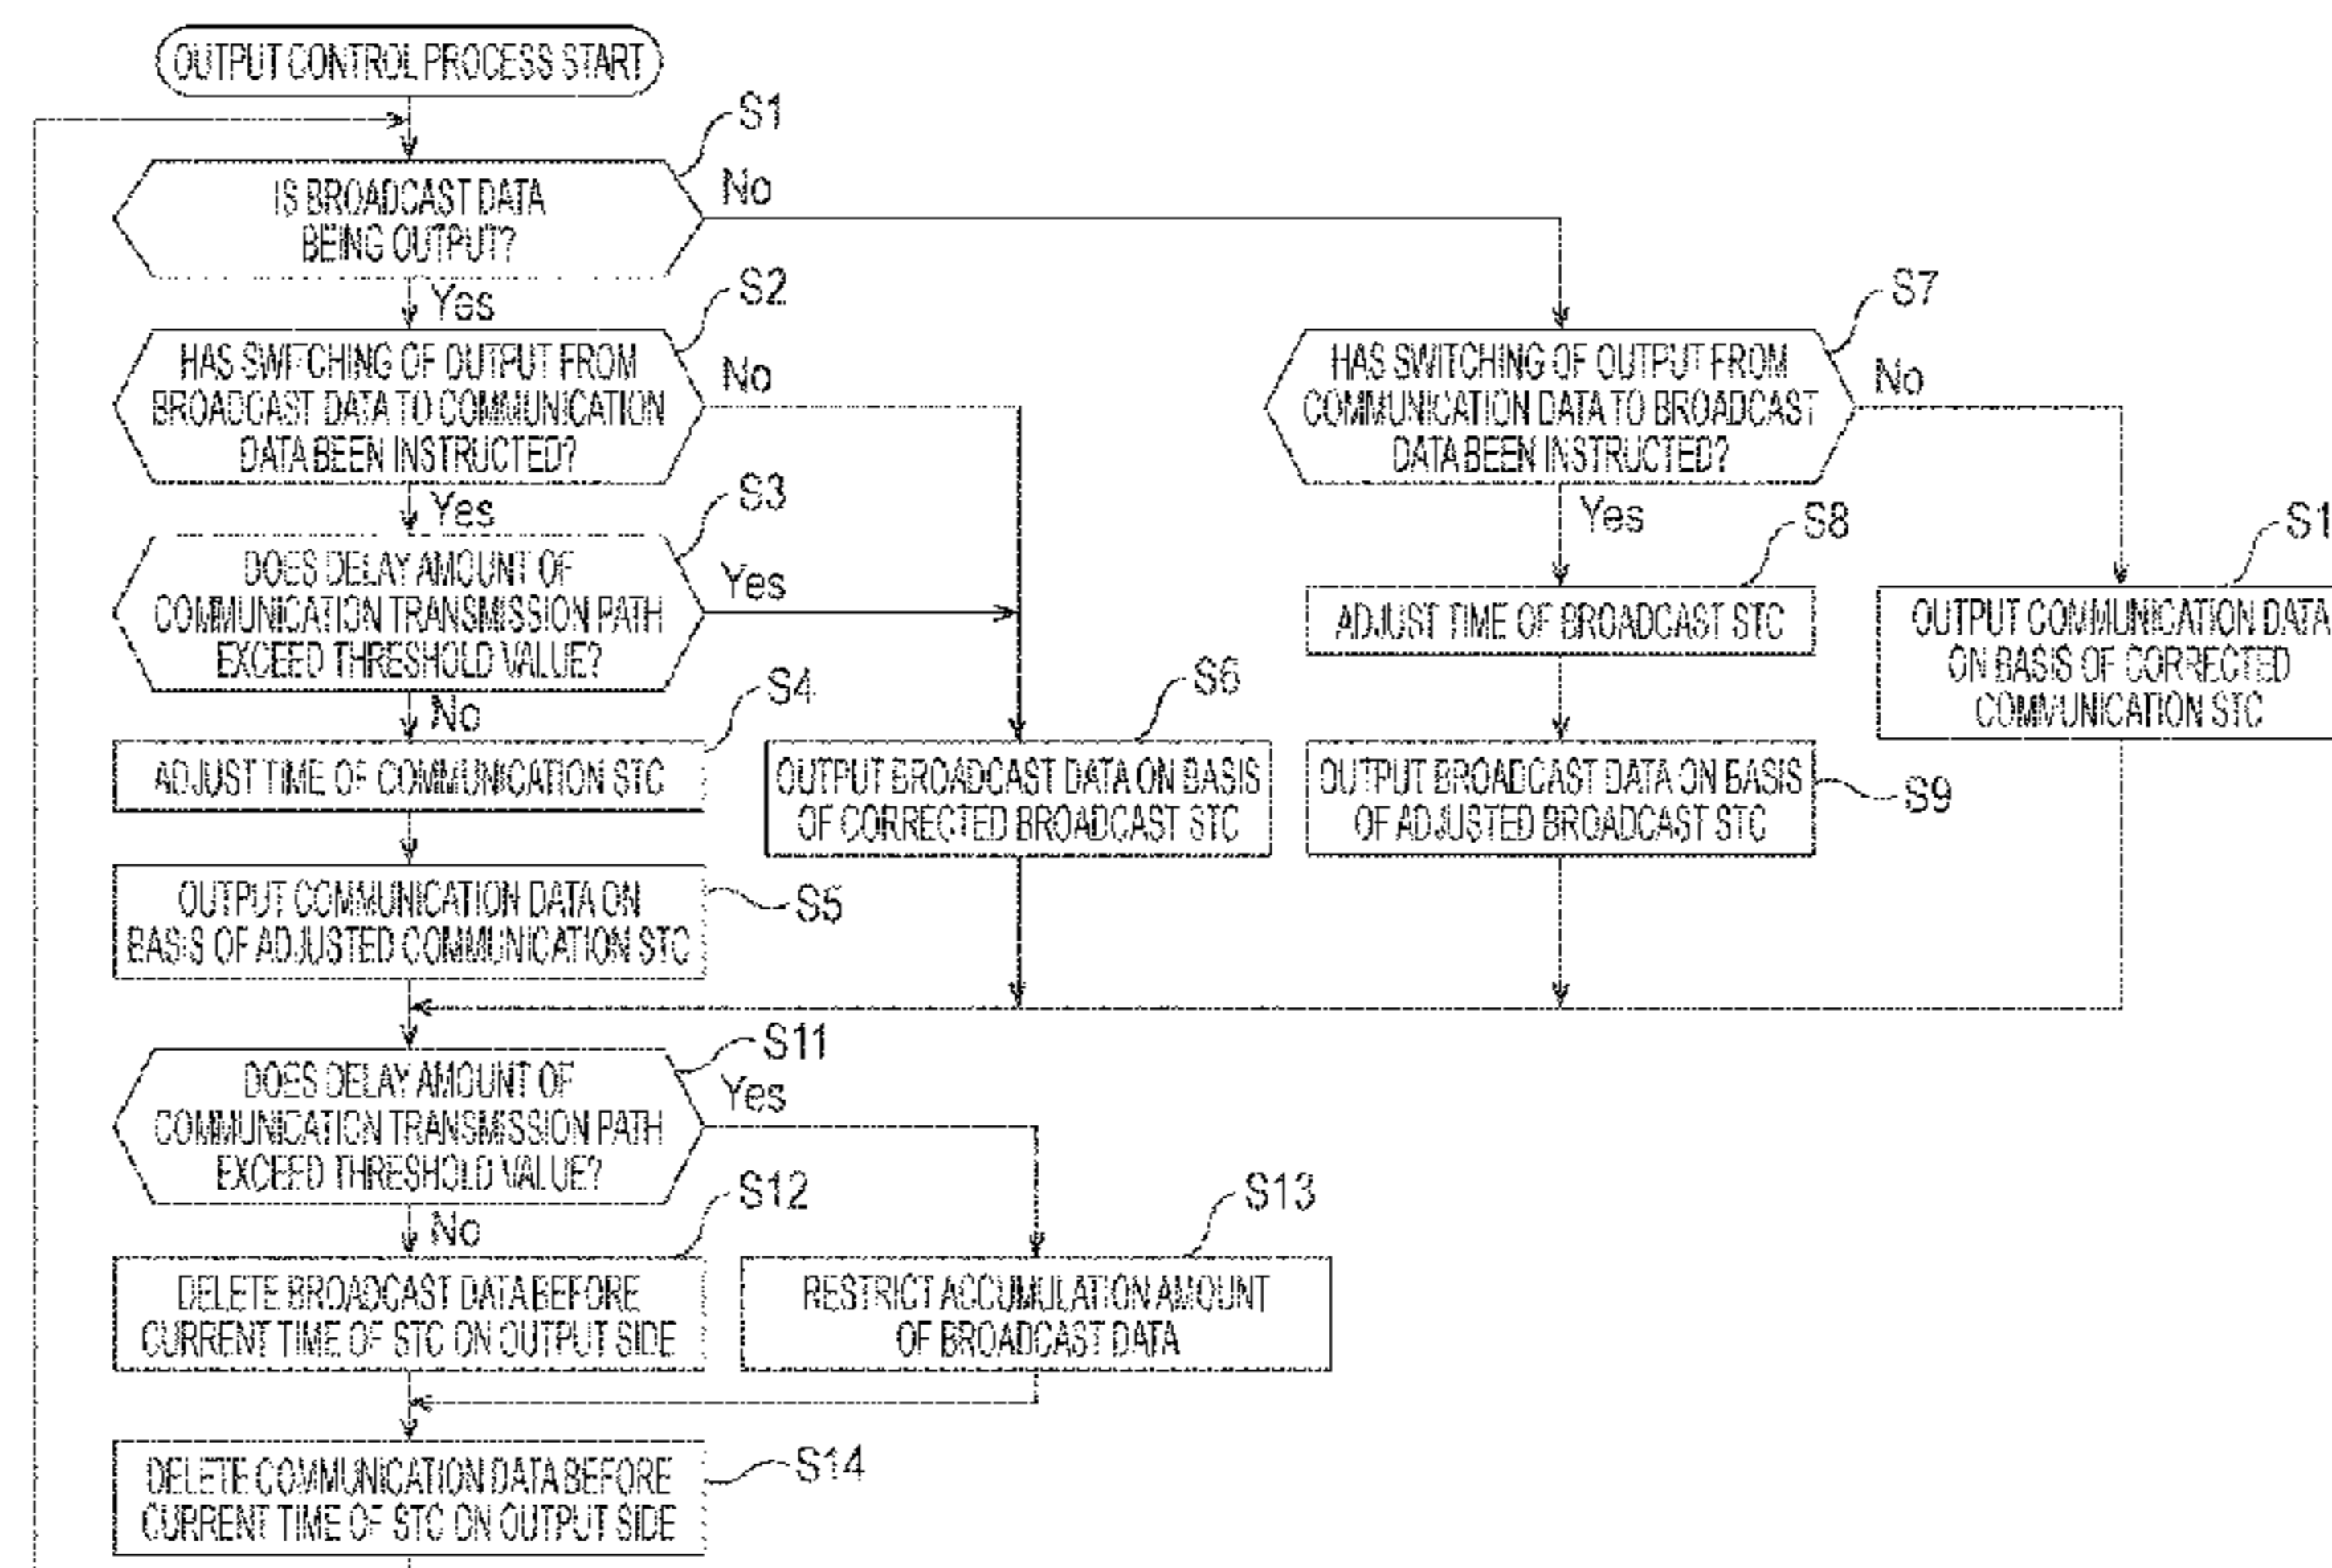 OUTPUT CONTROL PROCESS START
S1
IS BROADCAST DATA
BEING OUTPUT?
No
Yes
S2
HAS SWITCHING OF OUTPUT FROM
BROADCAST DATA TO COMMUNICATION
DATA BEEN INSTRUCTED?
No
Yes
S7
HAS SWITCHING OF OUTPUT FROM
COMMUNICATION DATA TO BROADCAST
DATA BEEN INSTRUCTED?
No
Yes
S3
DOES DELAY AMOUNT OF
COMMUNICATION TRANSMISSION PATH
EXCEED THRESHOLD VALUE?
Yes
No
S8
ADJUST TIME OF BROADCAST STC
S1
OUTPUT COMMUNICATION DATA
ON BASIS OF CORRECTED
COMMUNICATION STC
S4
ADJUST TIME OF COMMUNICATION STC
S6
OUTPUT BROADCAST DATA ON BASIS
OF CORRECTED BROADCAST STC
OUTPUT BROADCAST DATA ON BASIS
OF ADJUSTED BROADCAST STC
S9
OUTPUT COMMUNICATION DATA ON
BASIS OF ADJUSTED COMMUNICATION STC
S5
S11
DOES DELAY AMOUNT OF
COMMUNICATION TRANSMISSION PATH
EXCEED THRESHOLD VALUE?
Yes
No
S12
DELETE BROADCAST DATA BEFORE
CURRENT TIME OF STC ON OUTPUT SIDE
S13
RESTRICT ACCUMULATION AMOUNT
OF BROADCAST DATA
S14
DELETE COMMUNICATION DATA BEFORE
CURRENT TIME OF STC ON OUTPUT SIDE